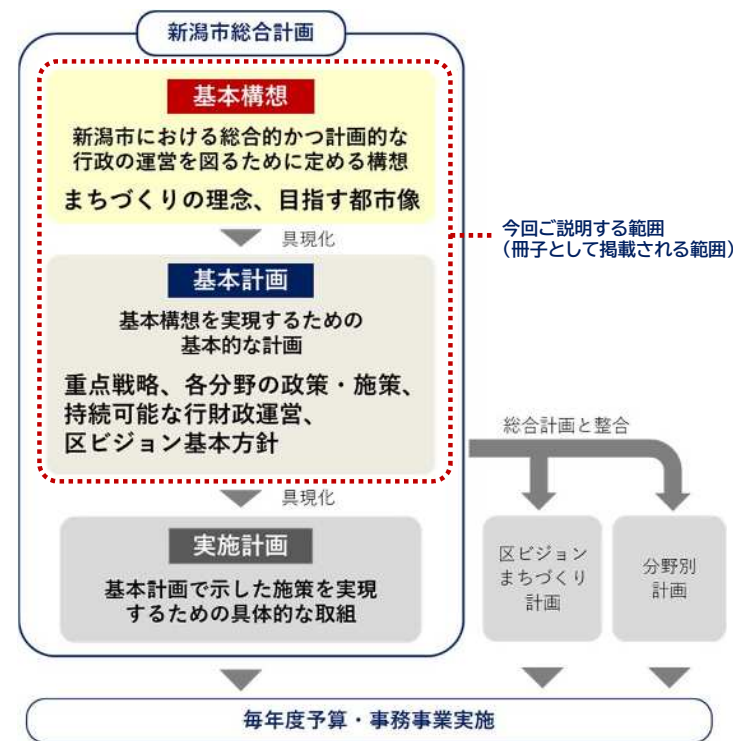 新潟市総合計画
基本構想
新潟市における総合的かつ計画的な
行政の運営を図るために定める構想
まちづくりの理念、目指す都市像
具現化
今回ご説明する範囲
（冊子として掲載される範囲）
基本計画
基本構想を実現するための
基本的な計画
重点戦略、各分野の政策・施策、
持続可能な行財政運営、
区ビジョン基本方針
総合計画と整合
具現化
実施計画
基本計画で示した施策を実現
するための具体的な取組
区ビジョン
まちづくり
計画
分野別
計画
毎年度予算・事務事業実施